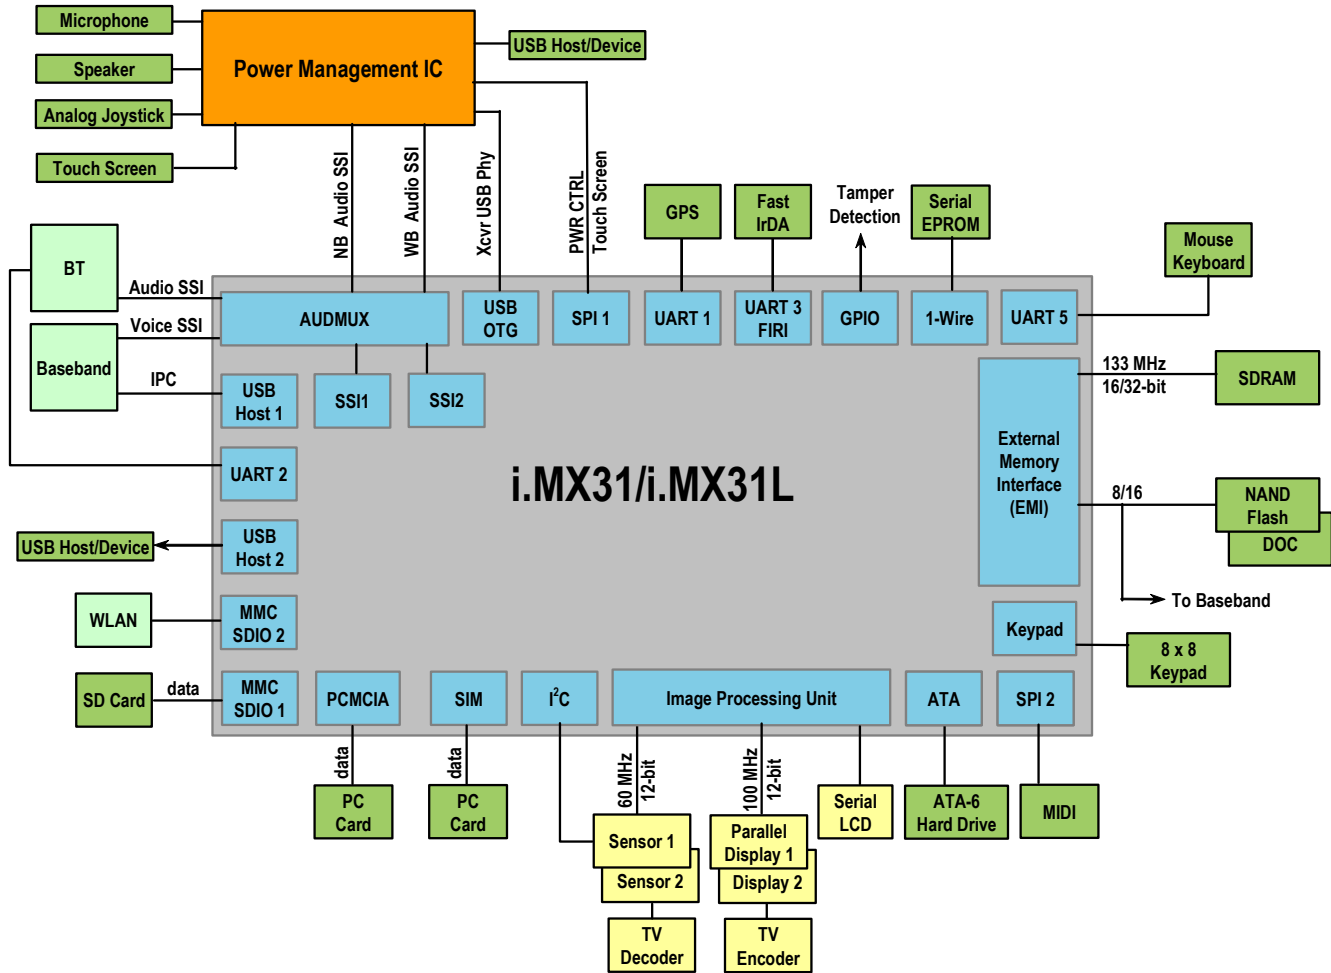 Microphone
Speaker
Analog Joystick
Touch Screen
Power Management IC
USB Host/Device
NB Audio SSI
WB Audio SSI
Xcvr USB Phy
PWR CTRL
Touch Screen
GPS
Fast
IrDA
Tamper
Detection
Serial
EPROM
Mouse
Keyboard
BT
Audio SSI
Voice SSI
Baseband
IPC
AUDMUX
USB
OTG
SPI 1
UART 1
UART 3
FIRI
GPIO
1-Wire
UART 5
USB
Host 1
SSI1
SSI2
133 MHz
16/32-bit
SDRAM
UART 2
i.MX31/i.MX31L
External
Memory
Interface
(EMI)
8/16
NAND
Flash
DOC
USB Host/Device
USB
Host 2
To Baseband
WLAN
MMC
SDIO 2
Keypad
8 x 8
Keypad
SD Card
data
MMC
SDIO 1
PCMCIA
SIM
I2C
Image Processing Unit
ATA
SPI 2
data
data
60 MHz
12-bit
100 MHz
12-bit
PC
Card
PC
Card
Sensor 1
Sensor 2
Parallel
Display 1
Display 2
Serial
LCD
ATA-6
Hard Drive
MIDI
TV
Decoder
TV
Encoder